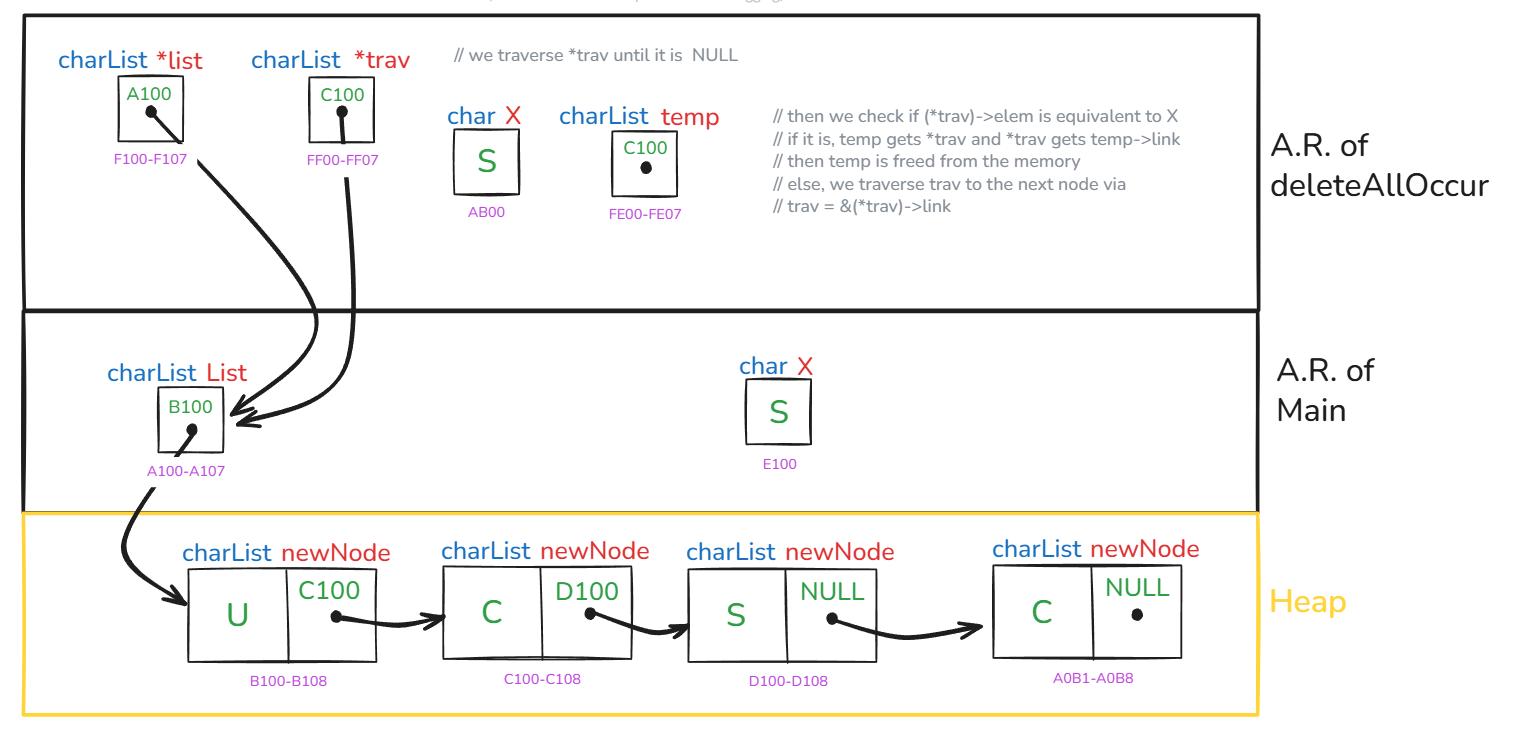 charList *list
charList *trav
// we traverse *trav until it is NULL
A100
C100
F100-F107
FF00-FF07
char X
charList temp
S
C100
AB00
FE00-FE07
// then we check if (*trav)->elem is equivalent to X
// if it is, temp gets *trav and *trav gets temp->link
// then temp is freed from the memory
// else, we traverse trav to the next node via
// trav = &(*trav)->link
A.R. of
deleteAllOccur
charList List
B100
A100-A107
char X
S
E100
A.R. of
Main
charList newNode
U
C100
B100-B108
charList newNode
C
D100
C100-C108
charList newNode
S
NULL
D100-D108
charList newNode
C
NULL
A0B1-A0B8
Heap